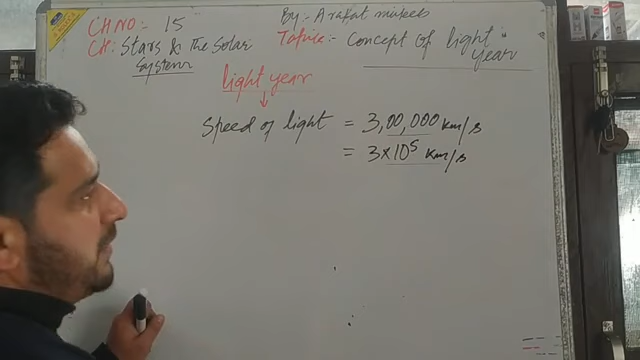 CH NO:- 15
By:- Arafat
CH: Stars & The Solar System
Tofice:- Concept Of light year
light year
↓
Speed of light = 3,00,000 km/s
= 3×10⁵ km/s